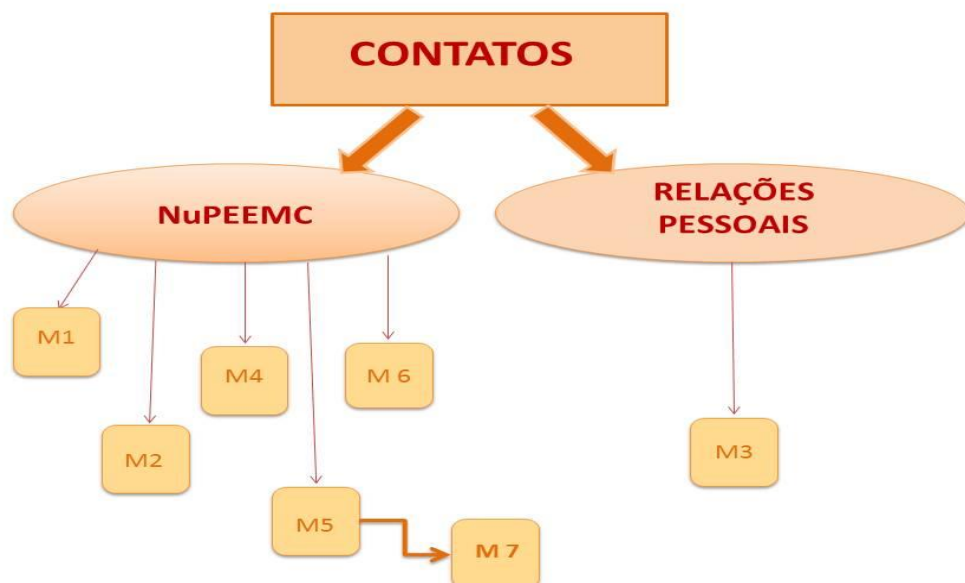 CONTATOS
NuPEEMC
RELAÇÕES
PESSOAIS
M1
M4
M 6
M2
M3
M5
M 7